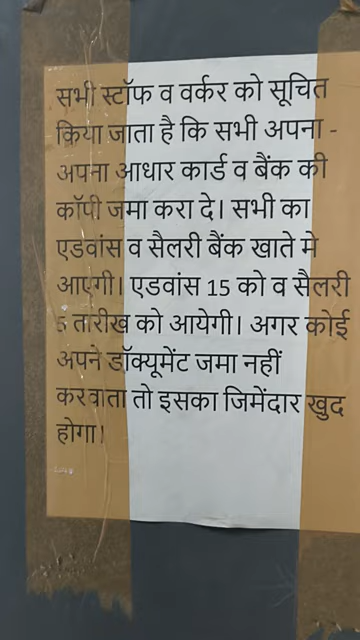 सभी स्टॉफ व वर्कर को सूचित
किया जाता है कि सभी अपना -
अपना आधार कार्ड व बैंक की
कॉपी जमा करा दे। सभी का
एडवांस व सैलरी बैंक खाते मे
आएगी। एडवांस 15 को व सैलरी
5 तारीख को आयेगी। अगर कोई
अपने डॉक्यूमेंट जमा नहीं
करवाता तो इसका जिमेंदार खुद
होगा।